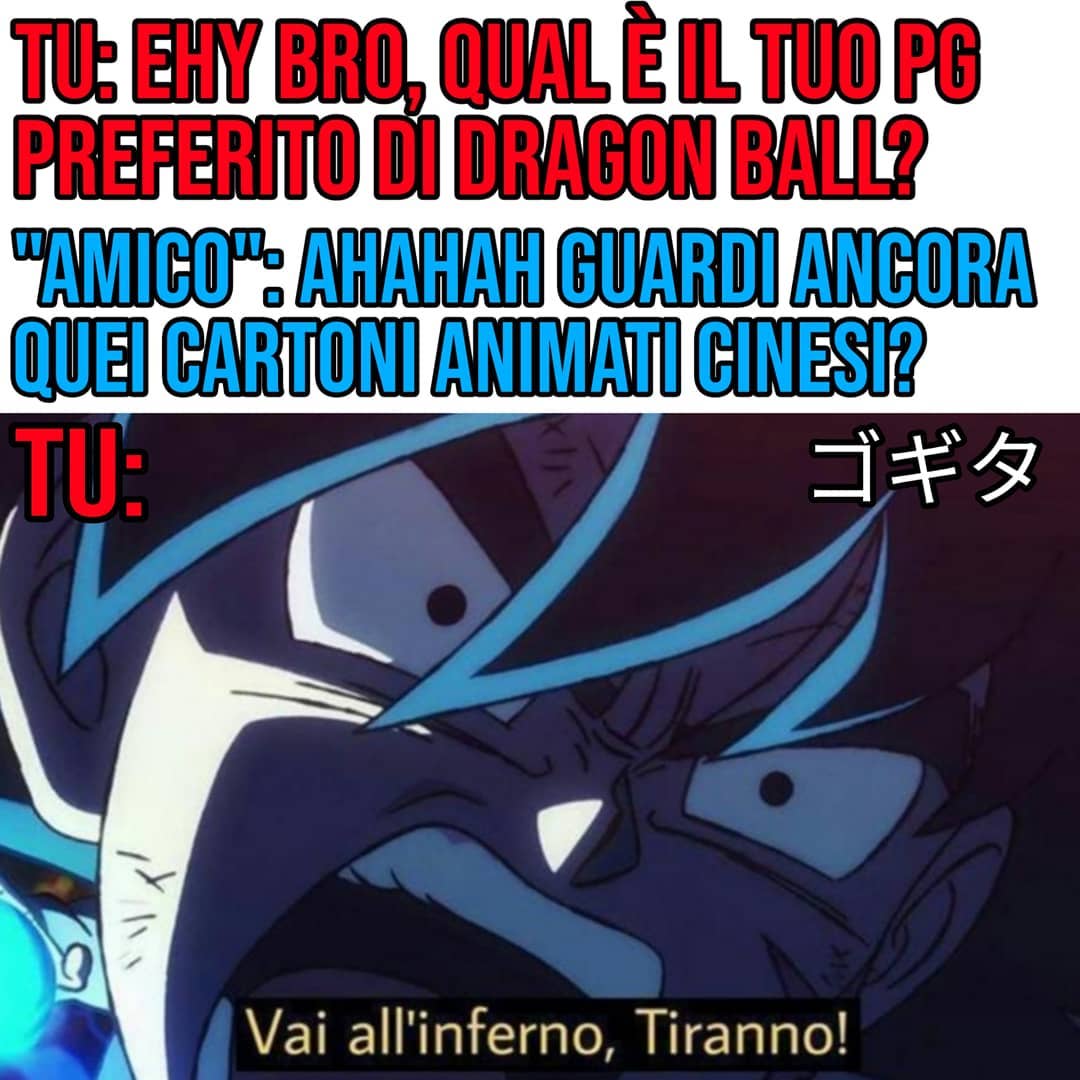 TU: EHY BRO, QUAL È IL TUO PG
PREFERITO DI DRAGON BALL?
"AMICO": AHAHAH GUARDI ANCORA
QUEI CARTONI ANIMATI CINESI?
TU:
ゴギタ
Vai all'inferno, Tiranno!